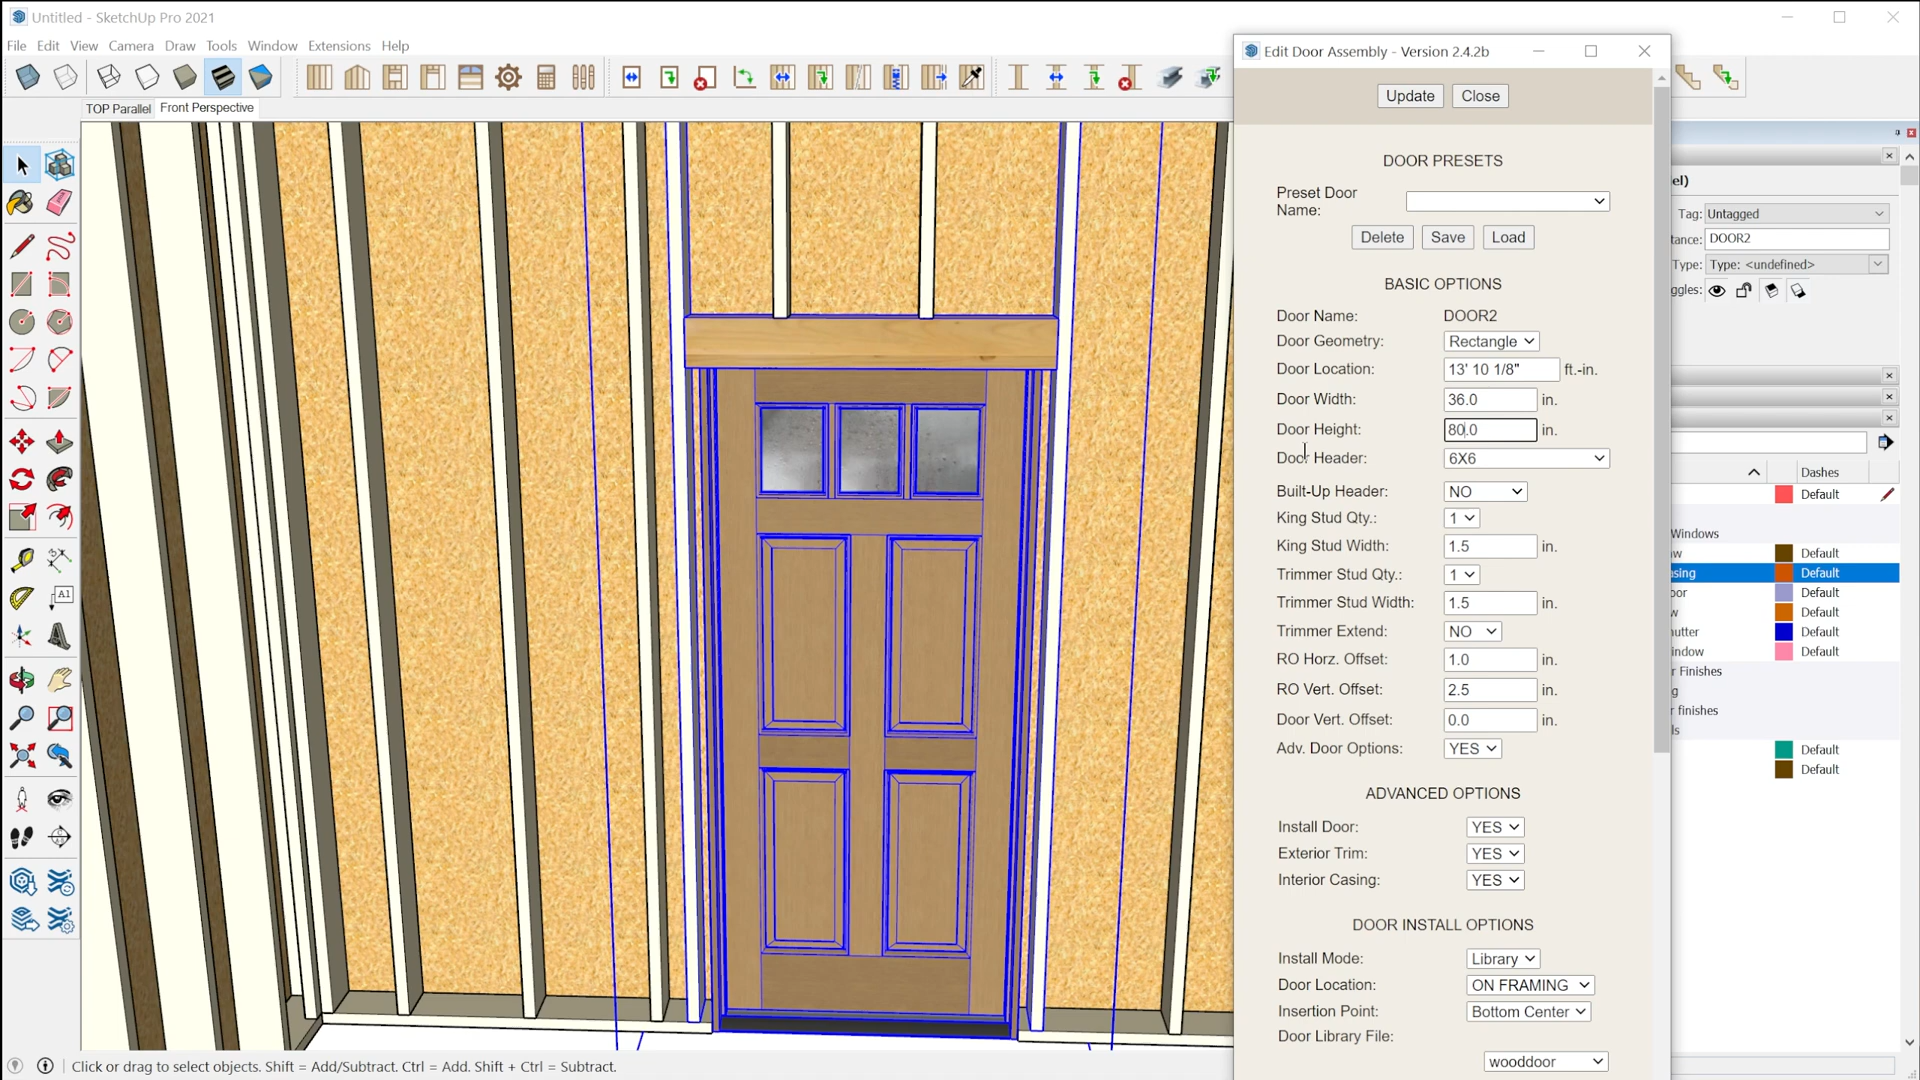 Untitled - SketchUp Pro 2021
File Edit View Camera Draw Tools Window Extensions Help
TOP Parallel Front Perspective
Edit Door Assembly - Version 2.4.2b
Update Close
DOOR PRESETS
Preset Door
Name:
Delete Save Load
BASIC OPTIONS
Door Name: DOOR2
Door Geometry: Rectangle
Door Location: 13' 10 1/8" ft.-in.
Door Width: 36.0 in.
Door Height: 80.0 in.
Door Header: 6X6
Built-Up Header: NO
King Stud Qty.: 1
King Stud Width: 1.5 in.
Trimmer Stud Qty.: 1
Trimmer Stud Width: 1.5 in.
Trimmer Extend: NO
RO Horz. Offset: 1.0 in.
RO Vert. Offset: 2.5 in.
Door Vert. Offset: 0.0 in.
Adv. Door Options: YES
ADVANCED OPTIONS
Install Door: YES
Exterior Trim: YES
Interior Casing: YES
DOOR INSTALL OPTIONS
Install Mode: Library
Door Location: ON FRAMING
Insertion Point: Bottom Center
Door Library File:
wooddoor
el)
Tag: Untagged
tance: DOOR2
Type: Type: <undefined>
ggles:
Dashes
Default
Windows
w Default
sing Default
or Default
w Default
hutter Default
indow Default
r Finishes
g
r finishes
ls
Default
Default
A1
Click or drag to select objects. Shift = Add/Subtract. Ctrl = Add. Shift + Ctrl = Subtract.